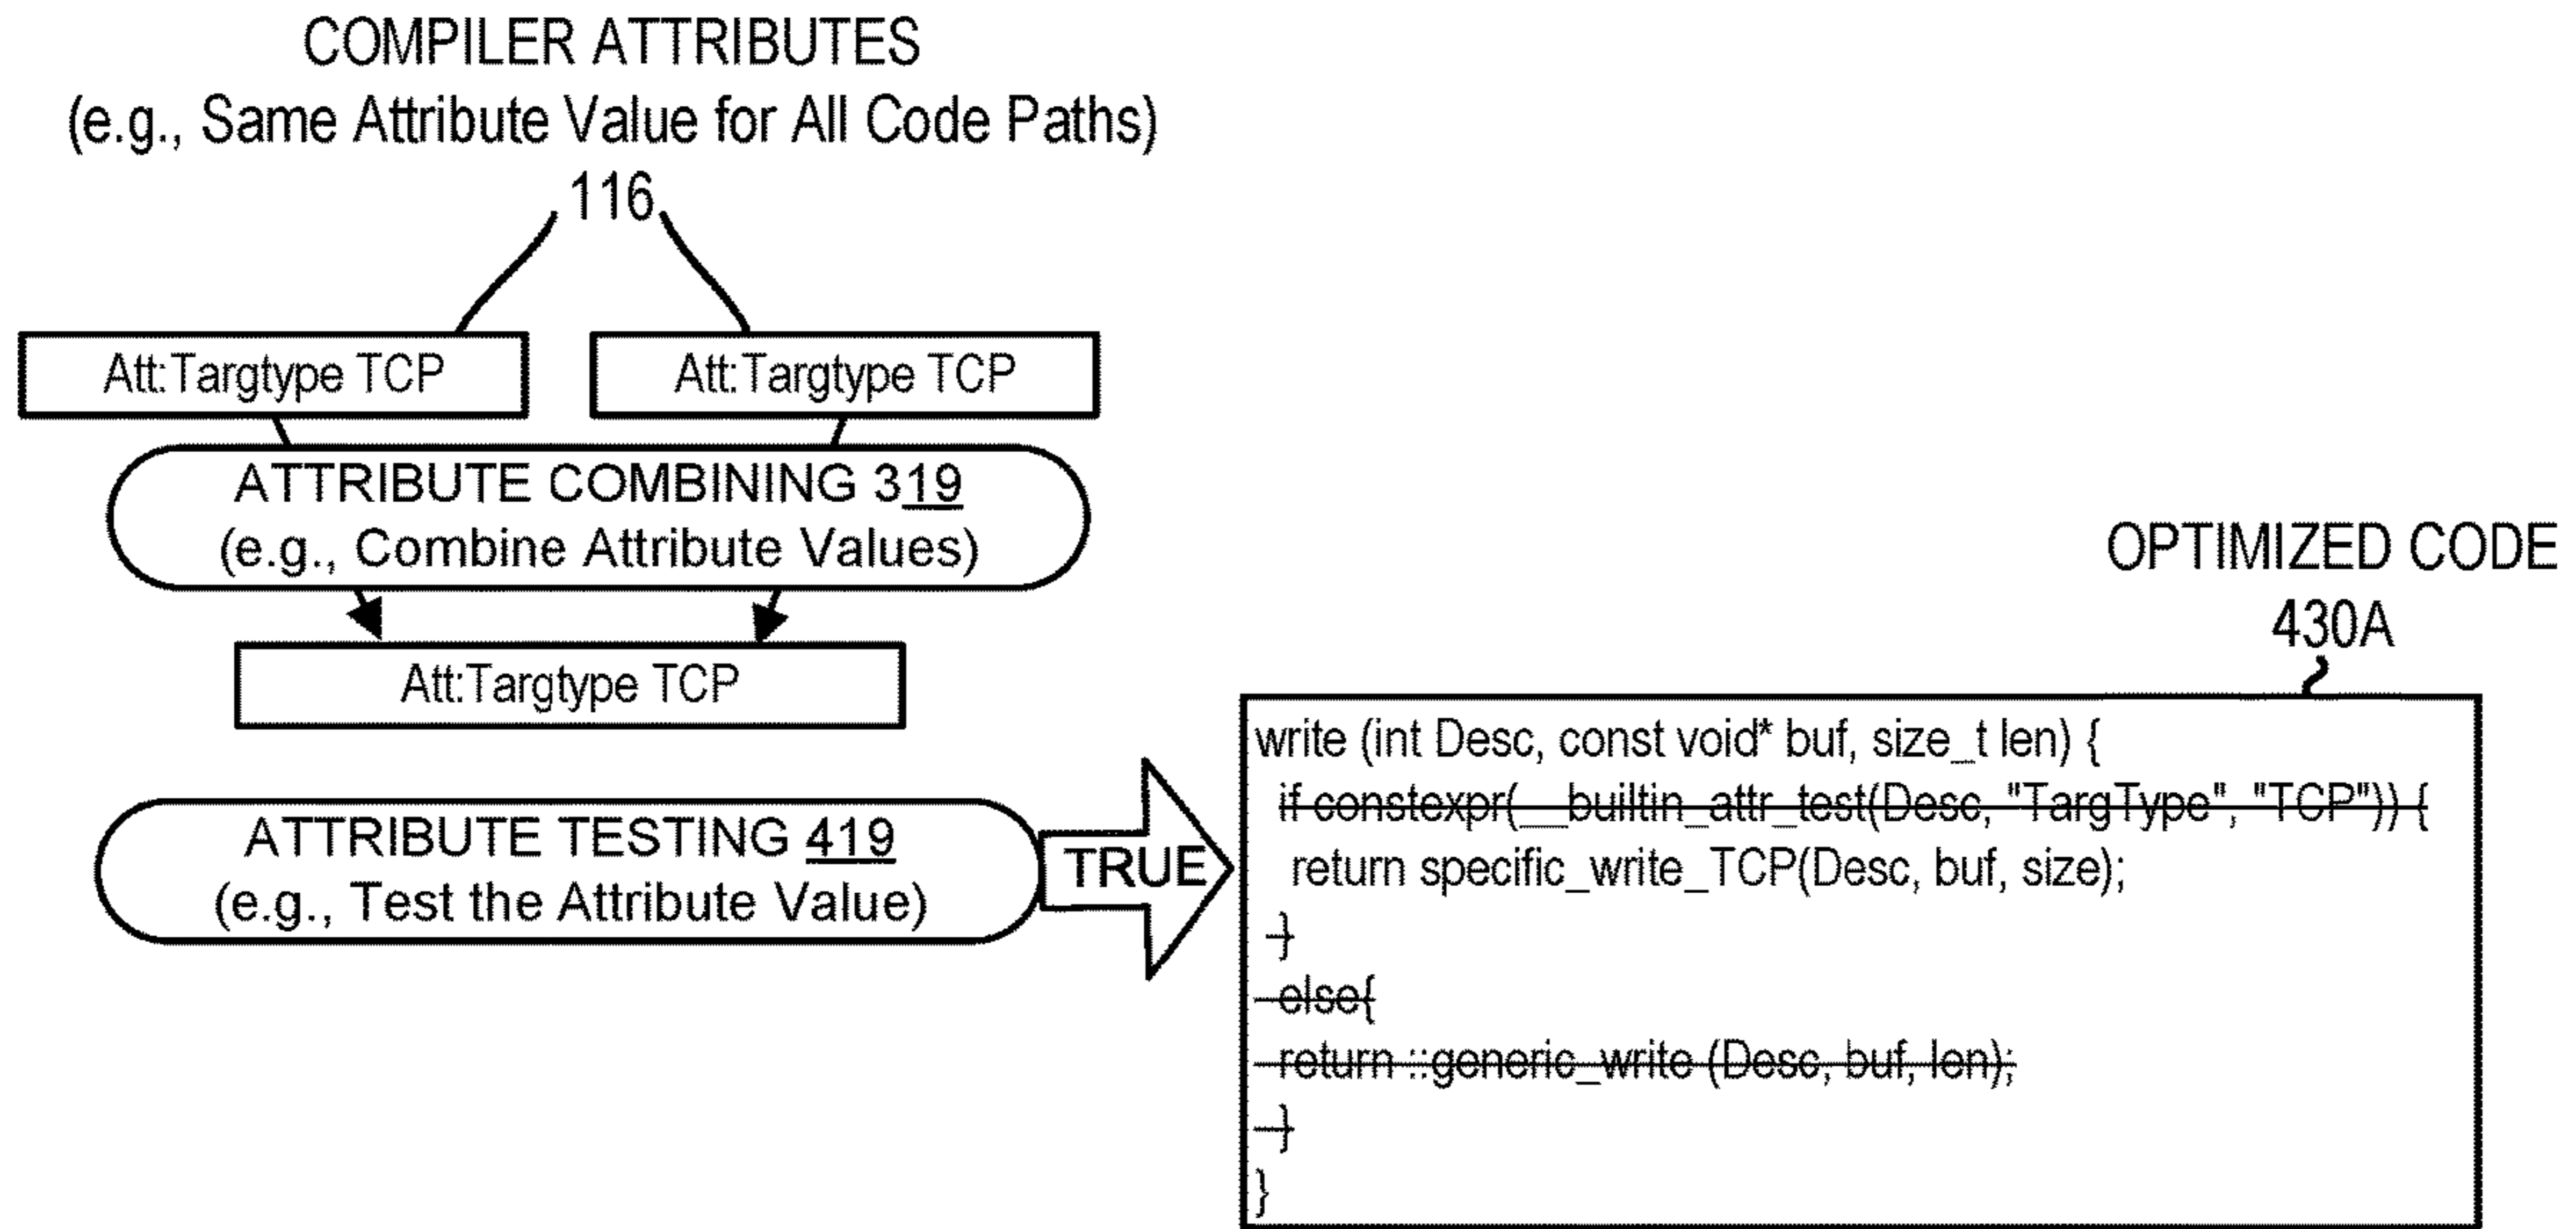 COMPILER ATTRIBUTES
(e.g., Same Attribute Value for All Code Paths)
116
Att:Targtype TCP
Att:Targtype TCP
ATTRIBUTE COMBINING 319
(e.g., Combine Attribute Values)
Att:Targtype TCP
ATTRIBUTE TESTING 419
(e.g., Test the Attribute Value)
TRUE
OPTIMIZED CODE
430A
write (int Desc, const void* buf, size_t len) {
if constexpr(__builtin_attr_test(Desc, "TargType", "TCP")) {
return specific_write_TCP(Desc, buf, size);
}
else{
return ::generic_write (Desc, buf, len);
}
}